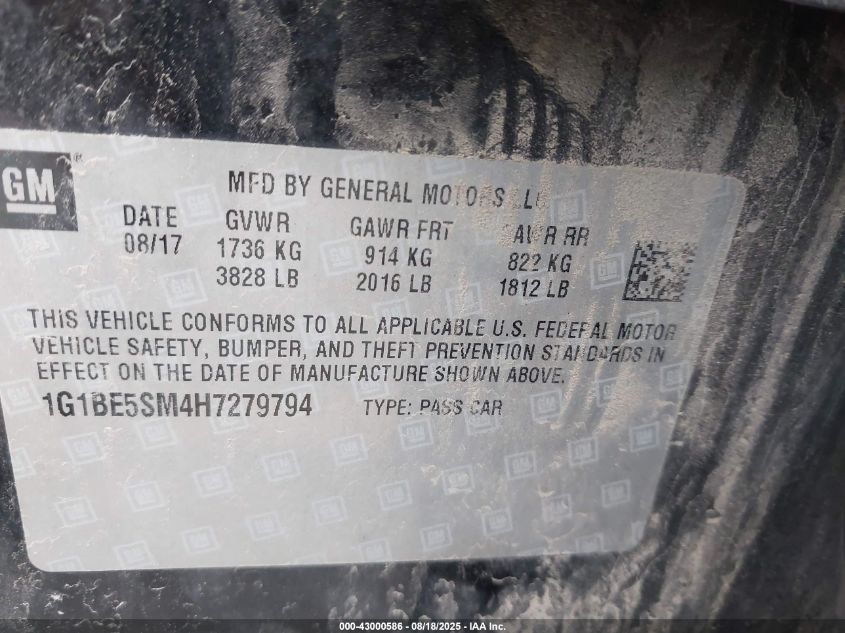 GM®
MFD BY GENERAL MOTORS LLC
DATE GVWR GAWR FRT GAWR RR
08/17 1736 KG 914 KG 822 KG
3828 LB 2016 LB 1812 LB
THIS VEHICLE CONFORMS TO ALL APPLICABLE U.S. FEDERAL MOTOR
VEHICLE SAFETY, BUMPER, AND THEFT PREVENTION STANDARDS IN
EFFECT ON THE DATE OF MANUFACTURE SHOWN ABOVE.
1G1BE5SM4H7279794 TYPE: PASS CAR
000-43000586 - 08/18/2025 - IAA Inc.